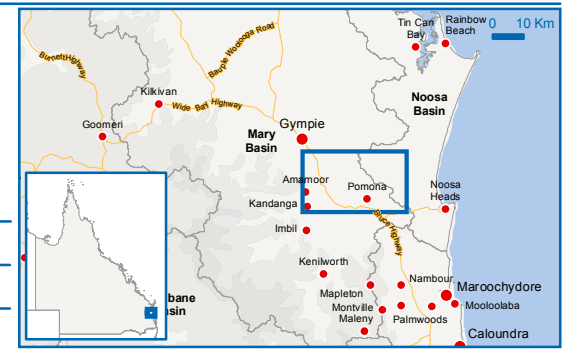 Tin Can
Bay
Rainbow
Beach
0 10 Km
Burnett Highway
Bauple Woolooga Road
Noosa
Basin
Kilkivan
Wide Bay Highway
Goomeri
Gympie
Mary
Basin
Amamoor
Pomona
Noosa
Heads
Kandanga
Bruce Highway
Imbil
Kenilworth
Nambour
Maroochydore
Mapleton
Mooloolaba
Montville
Palmwoods
Maleny
Caloundra
bane
sin